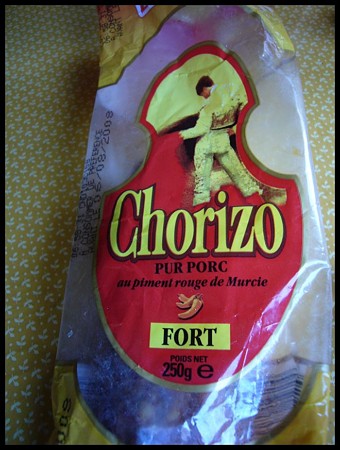 Chorizo
PUR PORC
au piment rouge de Murcie
FORT
POIDS NET
250g e